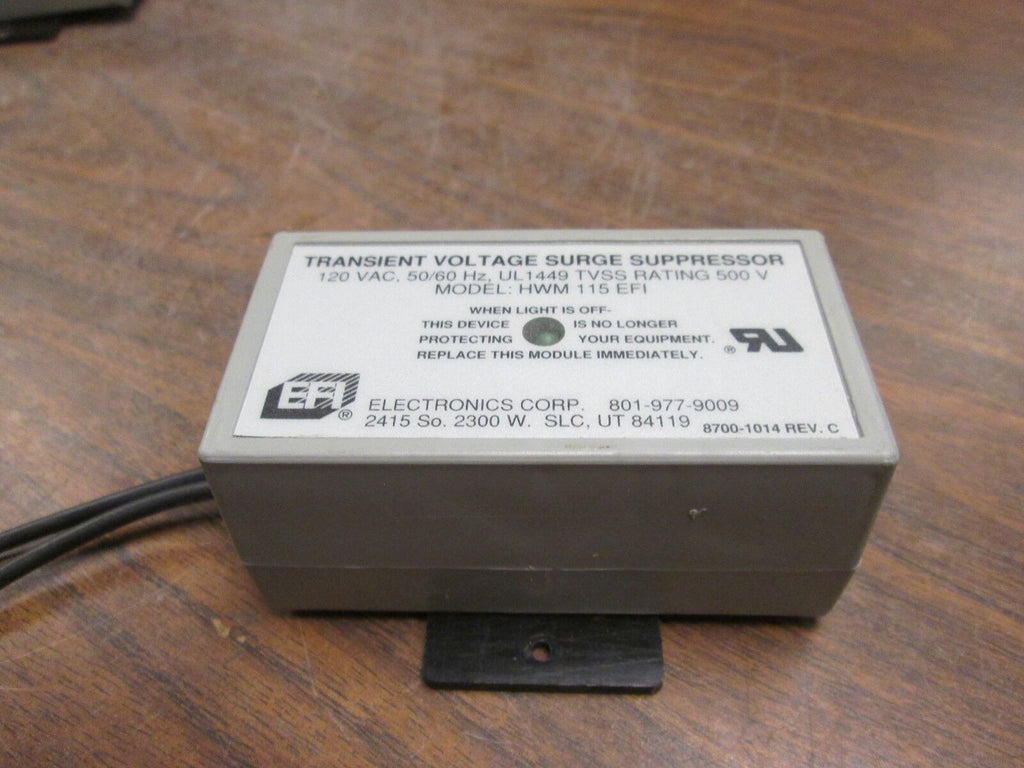 TRANSIENT VOLTAGE SURGE SUPPRESSOR
120 VAC, 50/60 Hz, UL1449 TVSS RATING 500 V
MODEL: HWM 115 EFI
WHEN LIGHT IS OFF-
THIS DEVICE IS NO LONGER
PROTECTING YOUR EQUIPMENT.
REPLACE THIS MODULE IMMEDIATELY.
® RU
EFI ®
ELECTRONICS CORP. 801-977-9009
2415 So. 2300 W. SLC, UT 84119 8700-1014 REV. C